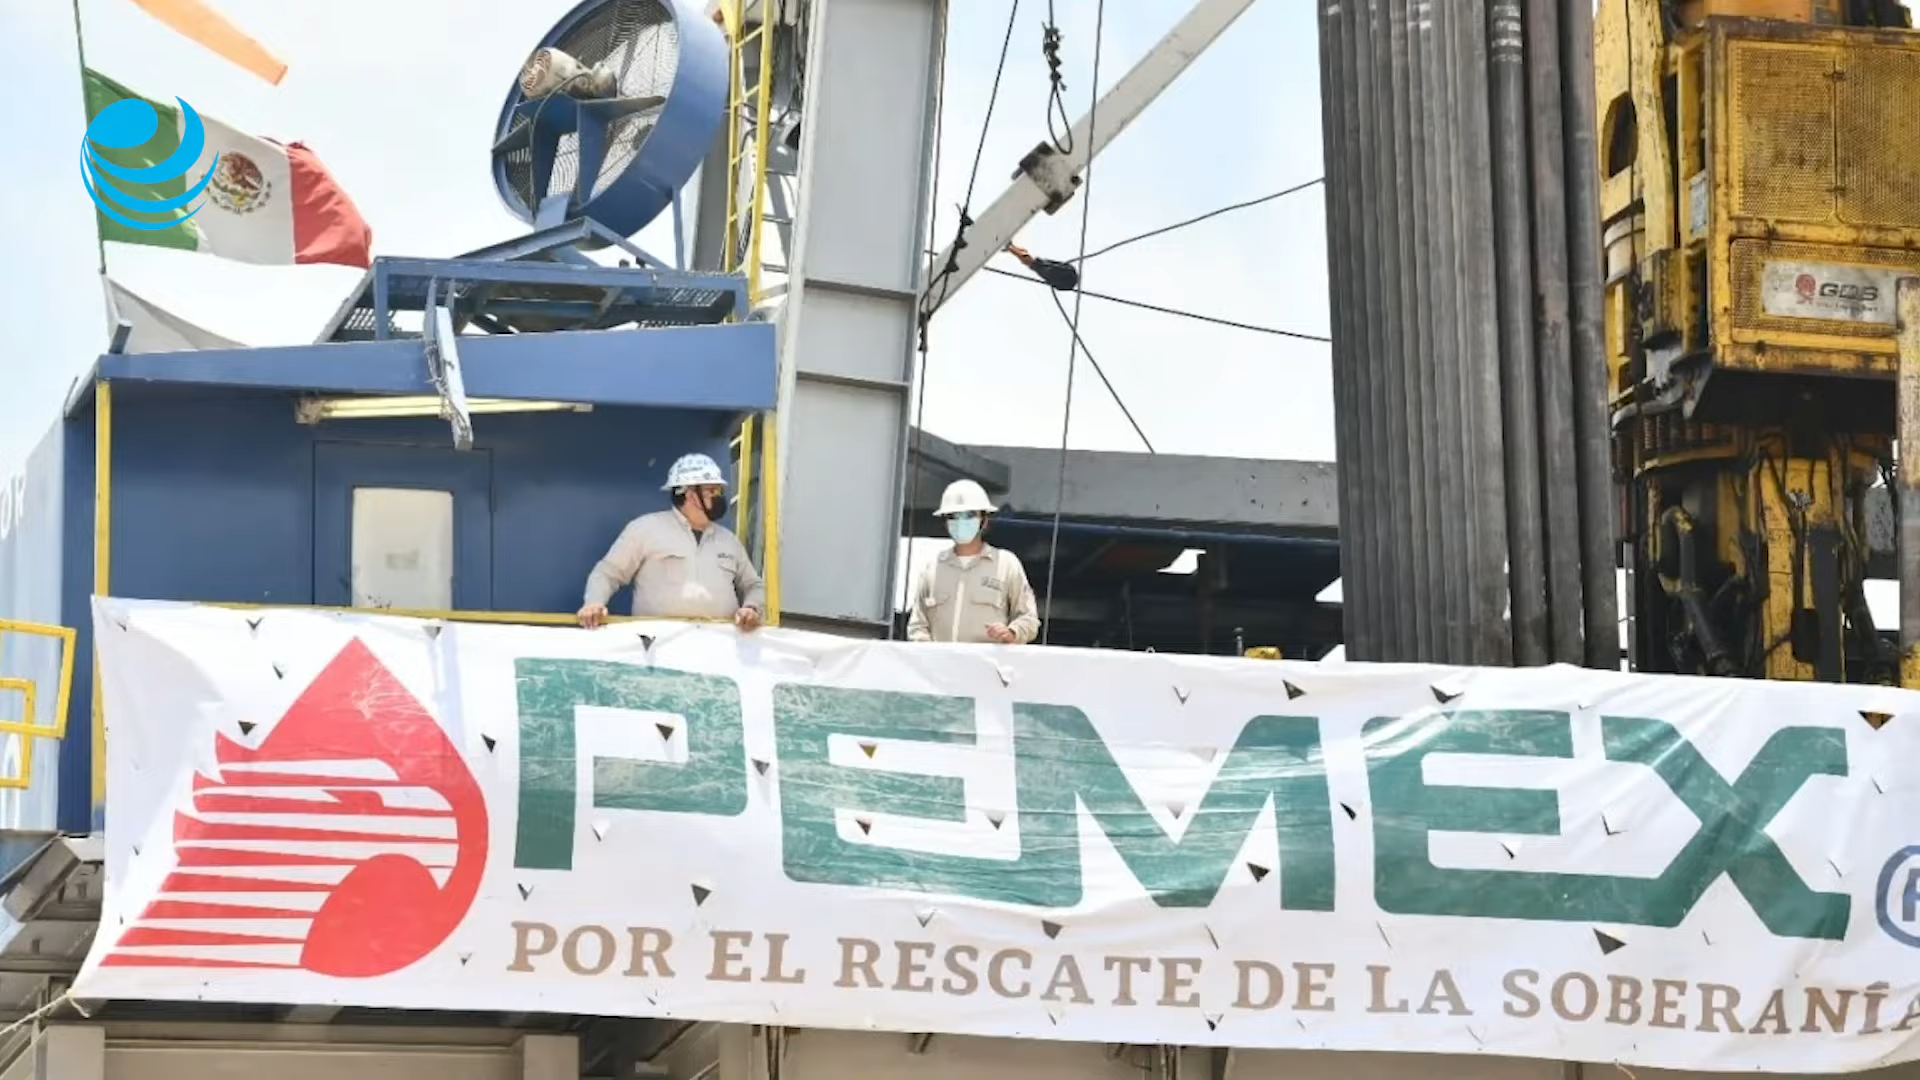 GDS
PEMEX
®
POR EL RESCATE DE LA SOBERANÍA